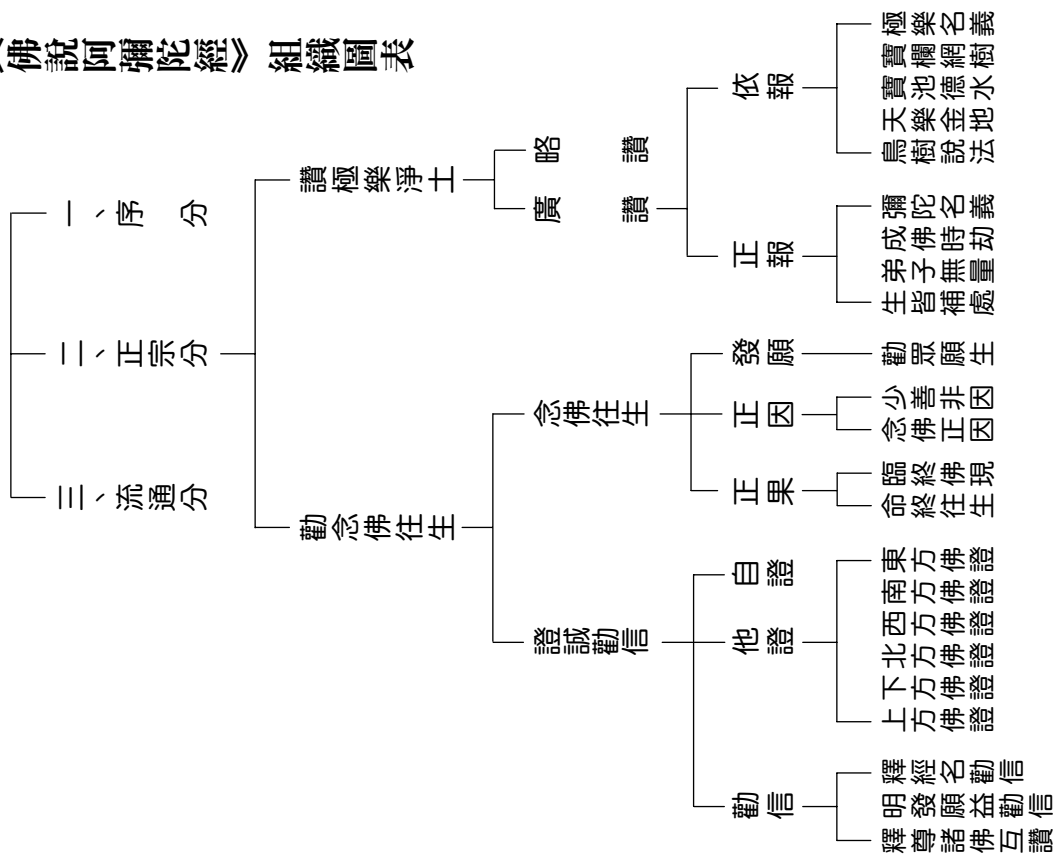 《佛說阿彌陀經》組織圖表
一、序分
二、正宗分
讚極樂淨土
略讚
廣讚
依報
極樂名義
寶欄網樹
寶池德水
天樂金地
鳥樹說法
正報
彌陀名義
成佛時劫
弟子無量
生皆補處
勸念佛往生
念佛往生
發願
勸眾願生
正因
少善非因
念佛正因
正果
臨終佛現
命終往生
證誠勸信
自證
他證
東方佛證
南方佛證
西方佛證
北方佛證
下方佛證
上方佛證
勸信
釋經名勸信
明發願益勸信
釋尊諸佛互讚
三、流通分